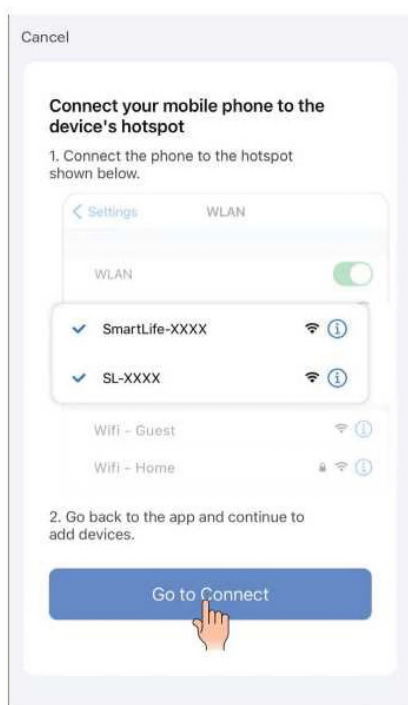 Cancel
Connect your mobile phone to the
device's hotspot
1. Connect the phone to the hotspot
shown below.
Settings WLAN
WLAN
SmartLife-XXXX
SL-XXXX
Wifi - Guest
Wifi - Home
2. Go back to the app and continue to
add devices.
Go to Connect